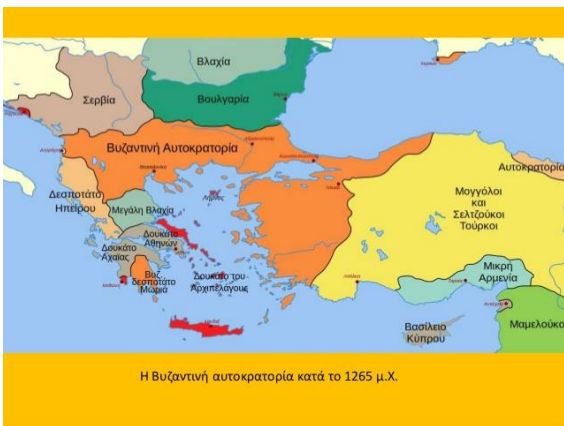 Βλαχία
Σερβία
Βουλγαρία
Βυζαντινή Αυτοκρατορία
Αυτοκρατορία
Δεσποτάτο
Ηπείρου
Λήμνος
Μογγόλοι
και
Σελτζούκοι
Τούρκοι
Μεγάλη Βλαχία
Δουκάτο
Αθηνών
Δουκάτο
Αχαΐας
Βυζ.
δεσποτάτο
Μωριά
Δουκάτο του
Αρχιπελάγους
Μικρή
Αρμενία
Βασίλειο
Κύπρου
Μαμελούκοι
Η Βυζαντινή αυτοκρατορία κατά το 1265 μ.Χ.